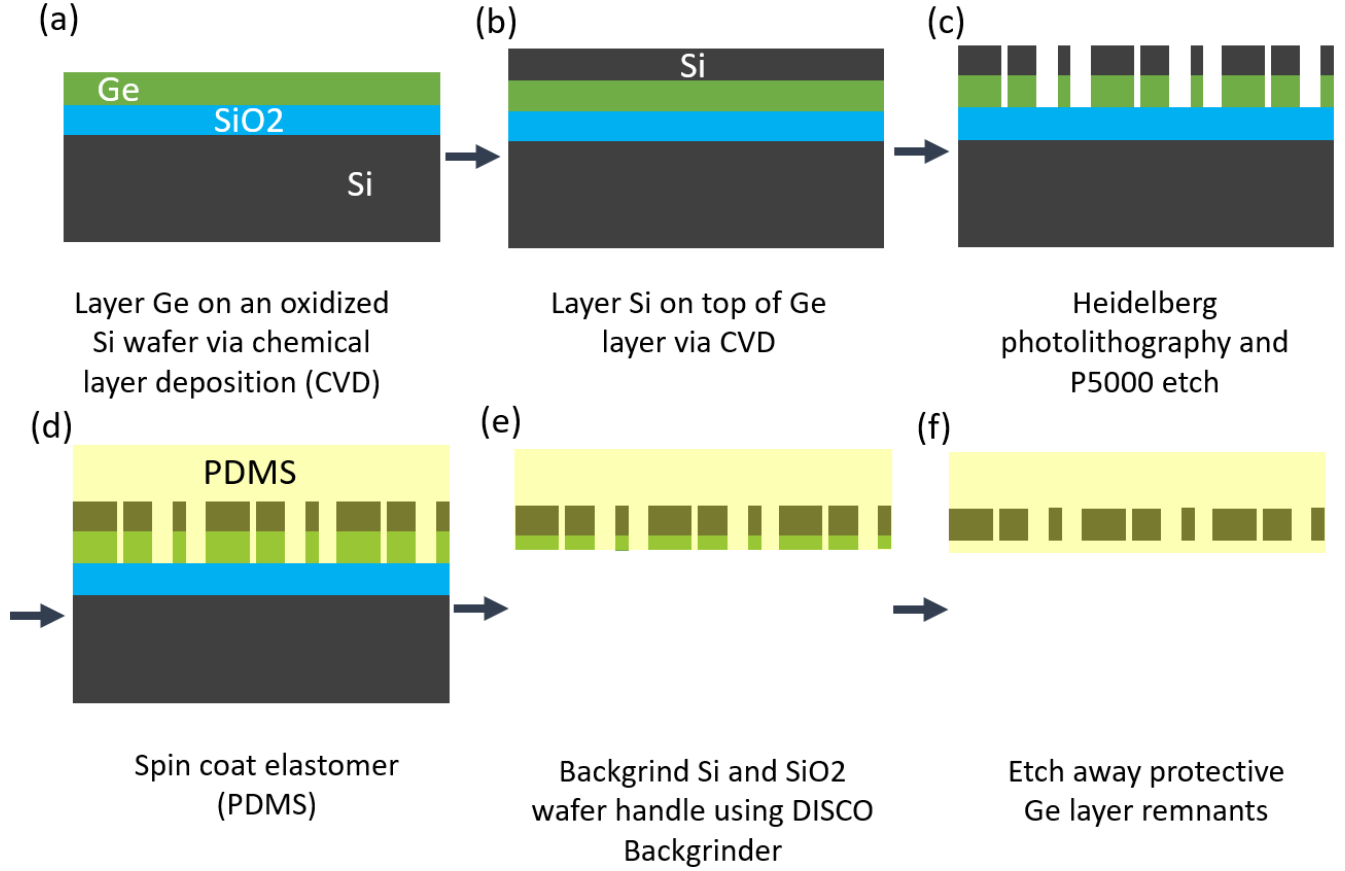 (a)
Ge
SiO2
Si
Layer Ge on an oxidized
Si wafer via chemical
layer deposition (CVD)
(b)
Si
Layer Si on top of Ge
layer via CVD
(c)
Heidelberg
photolithography and
P5000 etch
(d)
PDMS
Spin coat elastomer
(PDMS)
(e)
Backgrind Si and SiO2
wafer handle using DISCO
Backgrinder
(f)
Etch away protective
Ge layer remnants